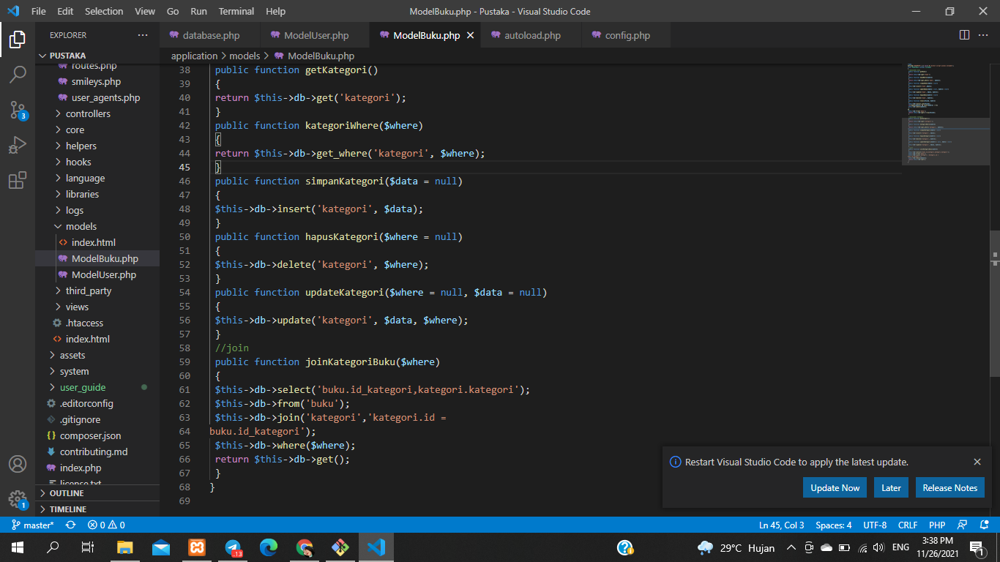 File Edit Selection View Go Run Terminal Help
ModelBuku.php - Pustaka - Visual Studio Code
EXPLORER
database.php
ModelUser.php
ModelBuku.php
autoload.php
config.php
PUSTAKA
application > models > ModelBuku.php
routes.php
smileys.php
user_agents.php
controllers
core
helpers
hooks
language
libraries
logs
models
index.html
ModelBuku.php
ModelUser.php
third_party
views
.htaccess
index.html
assets
system
user_guide
.editorconfig
.gitignore
composer.json
contributing.md
index.php
license.txt
OUTLINE
TIMELINE
3
1
38 public function getKategori()
39 {
40 return $this->db->get('kategori');
41 }
42 public function kategoriWhere($where)
43 {
44 return $this->db->get_where('kategori', $where);
45 }
46 public function simpanKategori($data = null)
47 {
48 $this->db->insert('kategori', $data);
49 }
50 public function hapusKategori($where = null)
51 {
52 $this->db->delete('kategori', $where);
53 }
54 public function updateKategori($where = null, $data = null)
55 {
56 $this->db->update('kategori', $data, $where);
57 }
58 //join
59 public function joinKategoriBuku($where)
60 {
61 $this->db->select('buku.id_kategori,kategori.kategori');
62 $this->db->from('buku');
63 $this->db->join('kategori','kategori.id =
64 buku.id_kategori');
65 $this->db->where($where);
66 return $this->db->get();
67 }
68 }
69
Restart Visual Studio Code to apply the latest update.
Update Now
Later
Release Notes
master*
0
0
Ln 45, Col 3
Spaces: 4
UTF-8
CRLF
PHP
..13
29°C Hujan
ENG
3:38 PM
11/26/2021
1